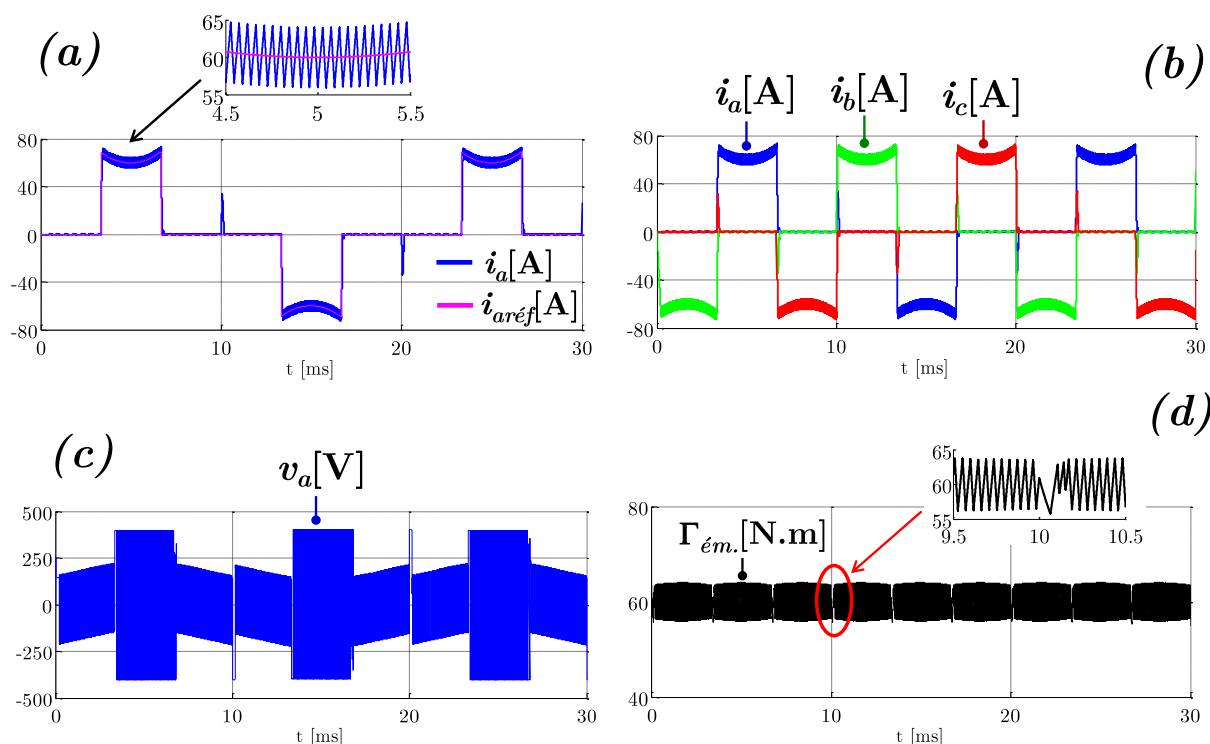 (a)
65
60
55
4.5 5 5.5
80
40
0
-40
-80
0 10 20 30
t [ms]
i_a[A]
i_aréf[A]
(b)
i_a[A] i_b[A] i_c[A]
80
40
0
-40
-80
0 10 20 30
t [ms]
(c)
v_a[V]
500
250
0
-250
-500
0 10 20 30
t [ms]
(d)
65
60
55
9.5 10 10.5
Γ_ém.[N.m]
80
60
40
0 10 20 30
t [ms]